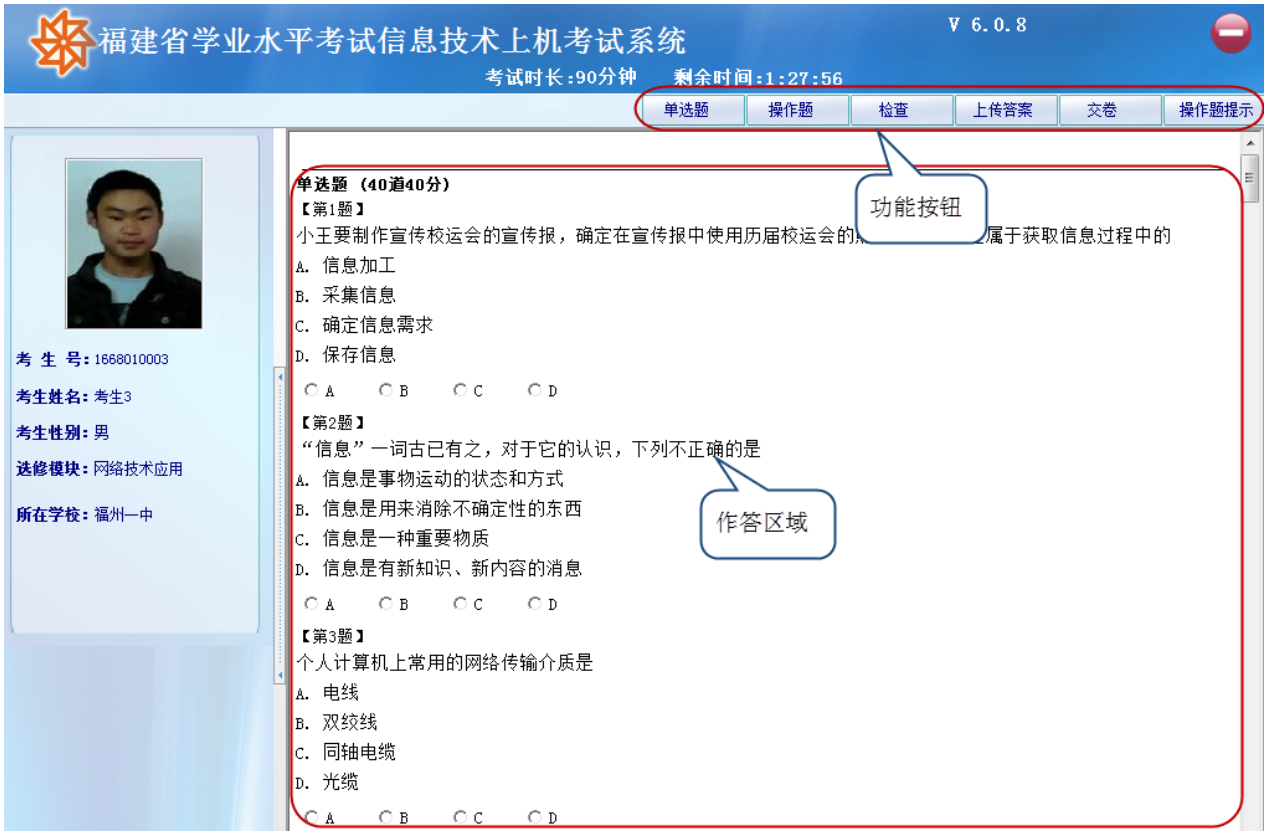 福建省学业水平考试信息技术上机考试系统
V 6.0.8
考试时长:90分钟 剩余时间:1:27:56
单选题 操作题 检查 上传答案 交卷 操作题提示
功能按钮
考 生 号:1668010003
考生姓名:考生3
考生性别:男
选修模块:网络技术应用
所在学校:福州一中
单选题 (40道40分)
【第1题】
小王要制作宣传校运会的宣传报，确定在宣传报中使用历届校运会的 属于获取信息过程中的
A. 信息加工
B. 采集信息
C. 确定信息需求
D. 保存信息
A B C D
【第2题】
“信息”一词古已有之，对于它的认识，下列不正确的是
A. 信息是事物运动的状态和方式
B. 信息是用来消除不确定性的东西
C. 信息是一种重要物质
D. 信息是有新知识、新内容的消息
A B C D
作答区域
【第3题】
个人计算机上常用的网络传输介质是
A. 电线
B. 双绞线
C. 同轴电缆
D. 光缆
A B C D